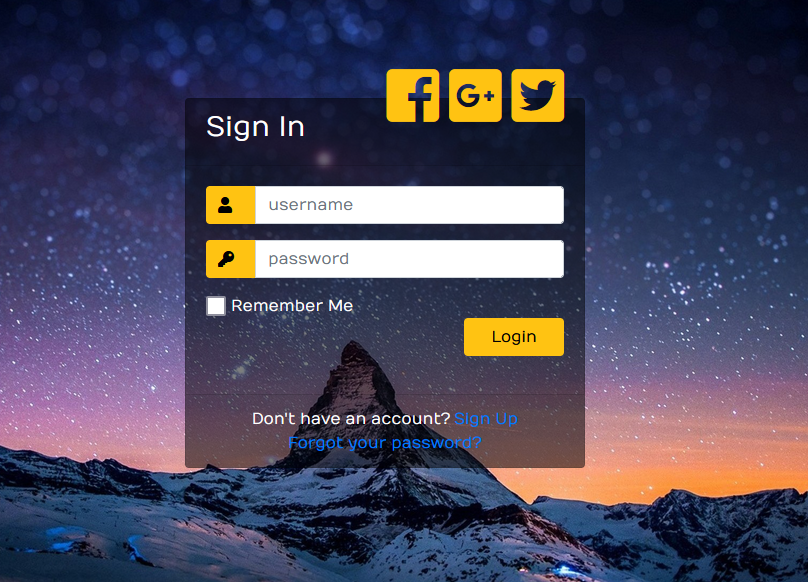 Sign In
username
password
Remember Me
Login
Don't have an account? Sign Up
Forgot your password?